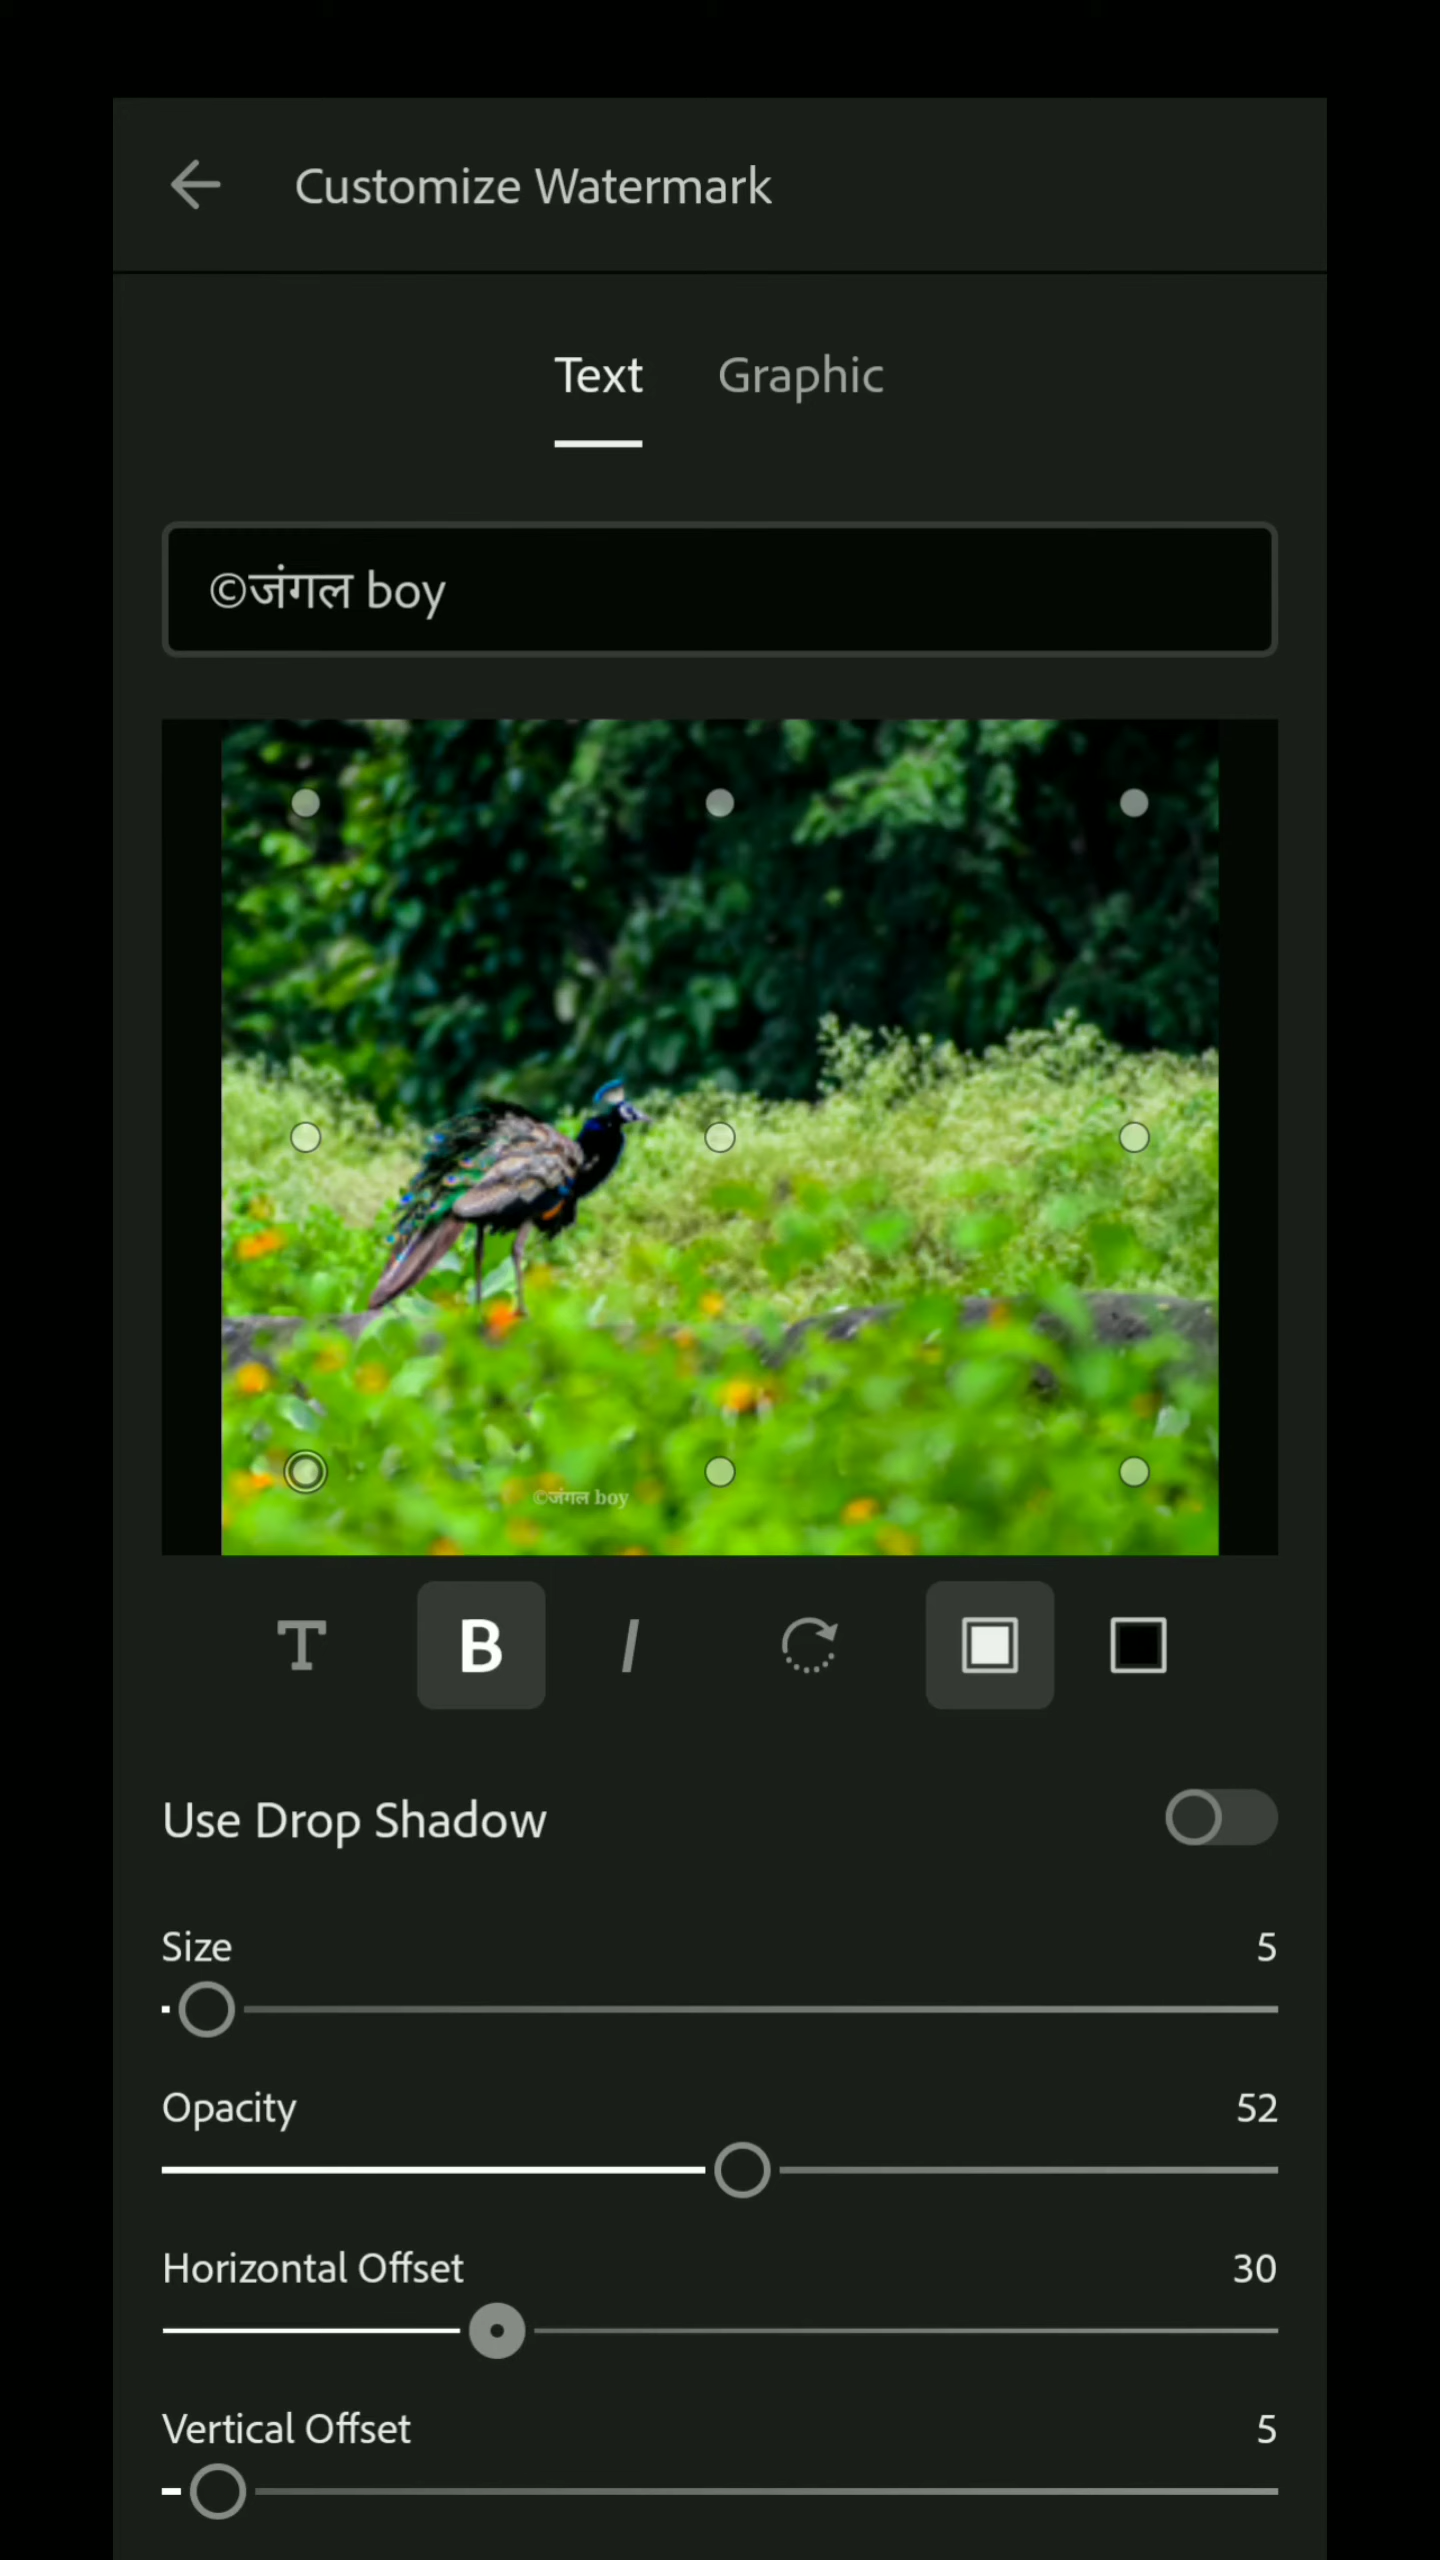 Customize Watermark
Text Graphic
©जंगल boy
©जंगल boy
T B I
Use Drop Shadow
Size 5
Opacity 52
Horizontal Offset 30
Vertical Offset 5